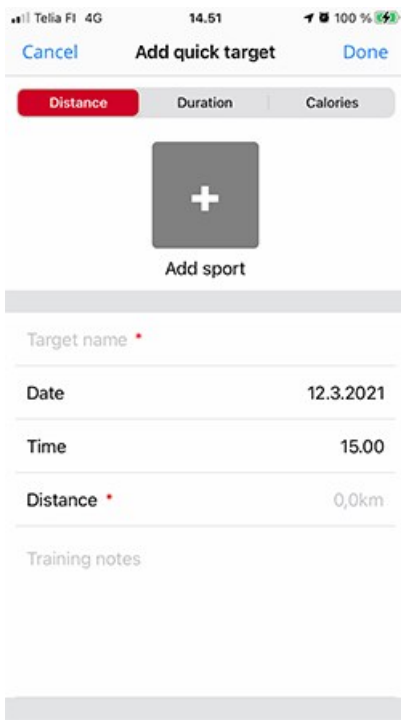 Telia FI 4G 14.51 100 %
Cancel Add quick target Done
Distance Duration Calories
Add sport
Target name *
Date 12.3.2021
Time 15.00
Distance * 0,0km
Training notes